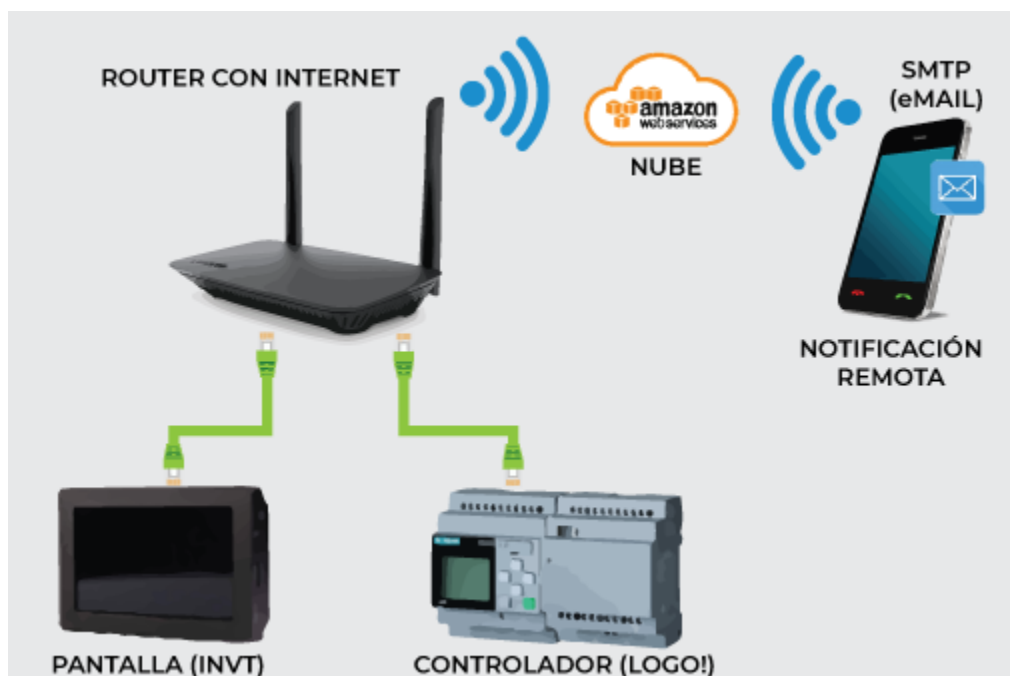 ROUTER CON INTERNET
amazon
webservices
NUBE
SMTP
(eMAIL)
NOTIFICACIÓN
REMOTA
PANTALLA (INVT)
CONTROLADOR (LOGO!)